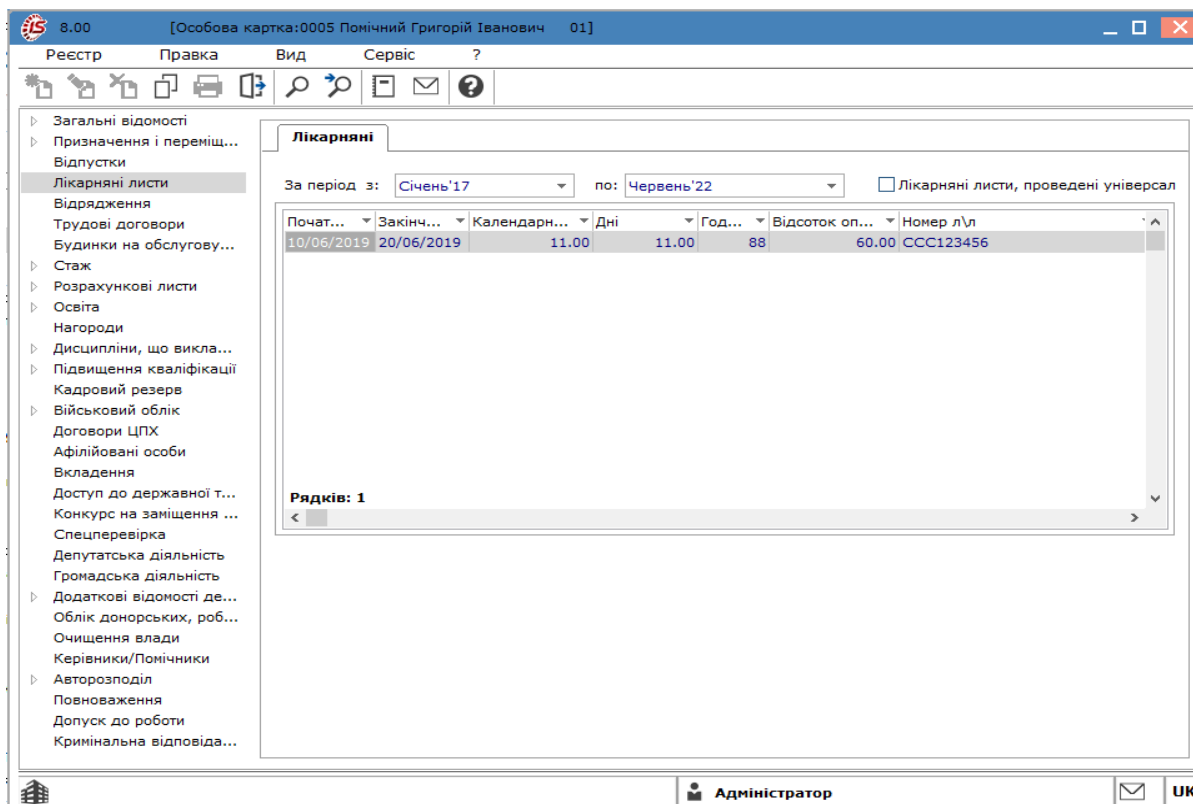 iS 8.00 [Особова картка:0005 Помічний Григорій Іванович 01]
Реєстр Правка Вид Сервіс ?
Загальні відомості
Призначення і переміщ...
Відпустки
Лікарняні листи
Відрядження
Трудові договори
Будинки на обслугову...
Стаж
Розрахункові листи
Освіта
Нагороди
Дисципліни, що викла...
Підвищення кваліфікації
Кадровий резерв
Військовий облік
Договори ЦПХ
Афілійовані особи
Вкладення
Доступ до державної т...
Конкурс на заміщення ...
Спецперевірка
Депутатська діяльність
Громадська діяльність
Додаткові відомості де...
Облік донорських, роб...
Очищення влади
Керівники/Помічники
Авторозподіл
Повноваження
Допуск до роботи
Кримінальна відповіда...
Лікарняні
За період з: Січень'17 по: Червень'22 Лікарняні листи, проведені універсал
Почат... Закінч... Календарн... Дні Год... Відсоток оп... Номер л\л
10/06/2019 20/06/2019 11.00 11.00 88 60.00 ССС123456
Рядків: 1
Адміністратор UK